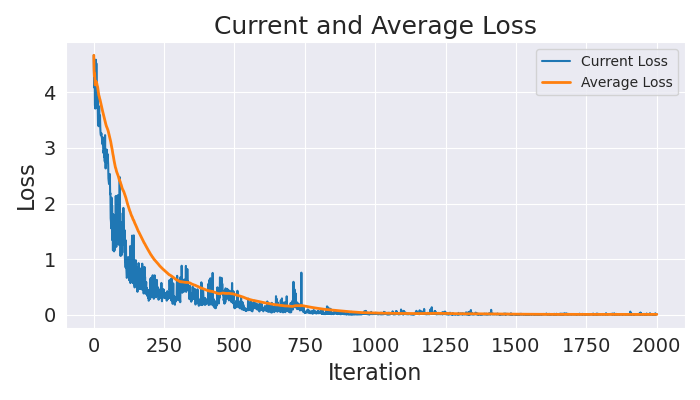 Current and Average Loss
Current Loss
Average Loss
Loss
4
3
2
1
0
0 250 500 750 1000 1250 1500 1750 2000
Iteration